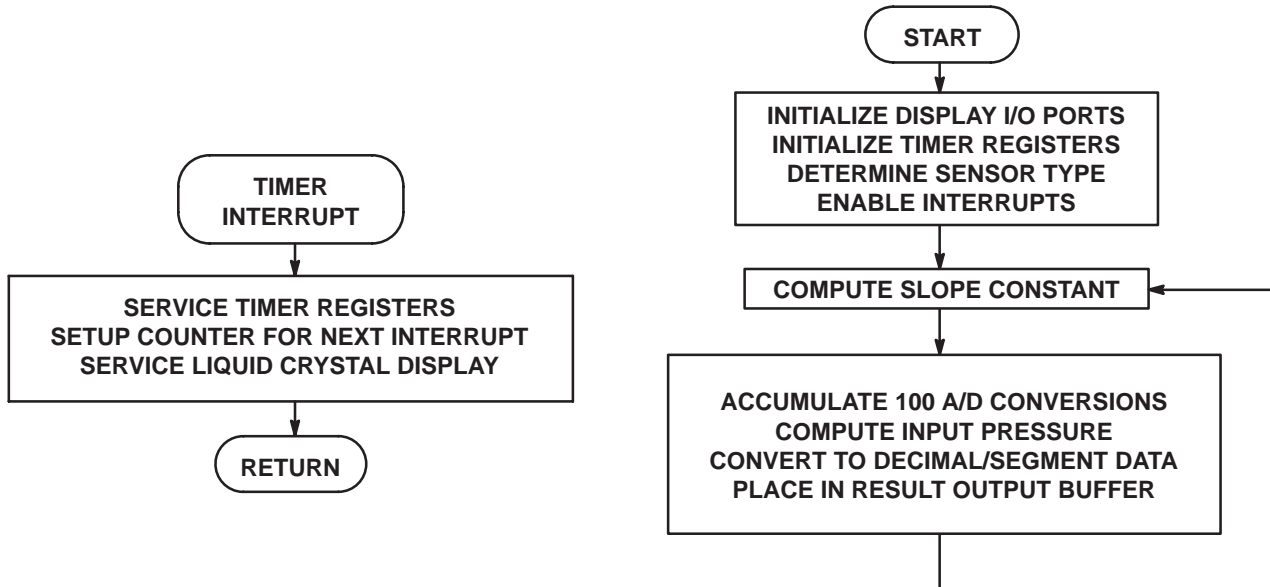 TIMER
INTERRUPT
SERVICE TIMER REGISTERS
SETUP COUNTER FOR NEXT INTERRUPT
SERVICE LIQUID CRYSTAL DISPLAY
RETURN
START
INITIALIZE DISPLAY I/O PORTS
INITIALIZE TIMER REGISTERS
DETERMINE SENSOR TYPE
ENABLE INTERRUPTS
COMPUTE SLOPE CONSTANT
ACCUMULATE 100 A/D CONVERSIONS
COMPUTE INPUT PRESSURE
CONVERT TO DECIMAL/SEGMENT DATA
PLACE IN RESULT OUTPUT BUFFER